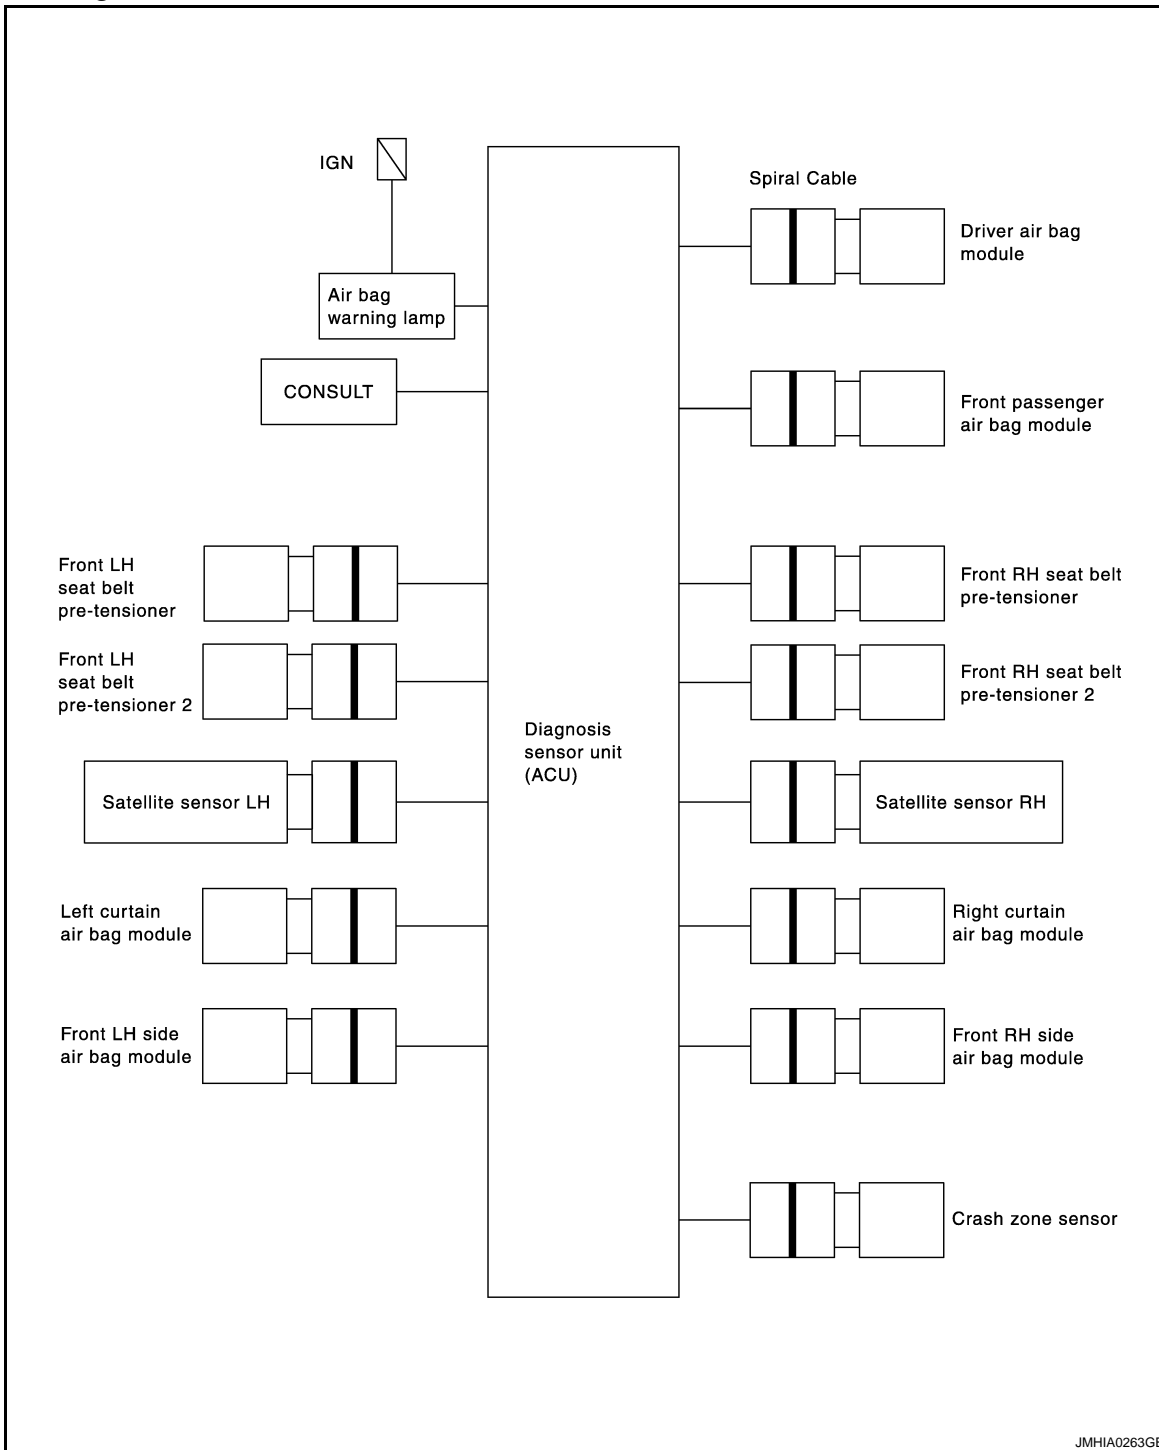 IGN
Air bag
warning lamp
CONSULT
Spiral Cable
Driver air bag
module
Front passenger
air bag module
Front LH
seat belt
pre-tensioner
Front RH seat belt
pre-tensioner
Front LH
seat belt
pre-tensioner 2
Front RH seat belt
pre-tensioner 2
Diagnosis
sensor unit
(ACU)
Satellite sensor LH
Satellite sensor RH
Left curtain
air bag module
Right curtain
air bag module
Front LH side
air bag module
Front RH side
air bag module
Crash zone sensor